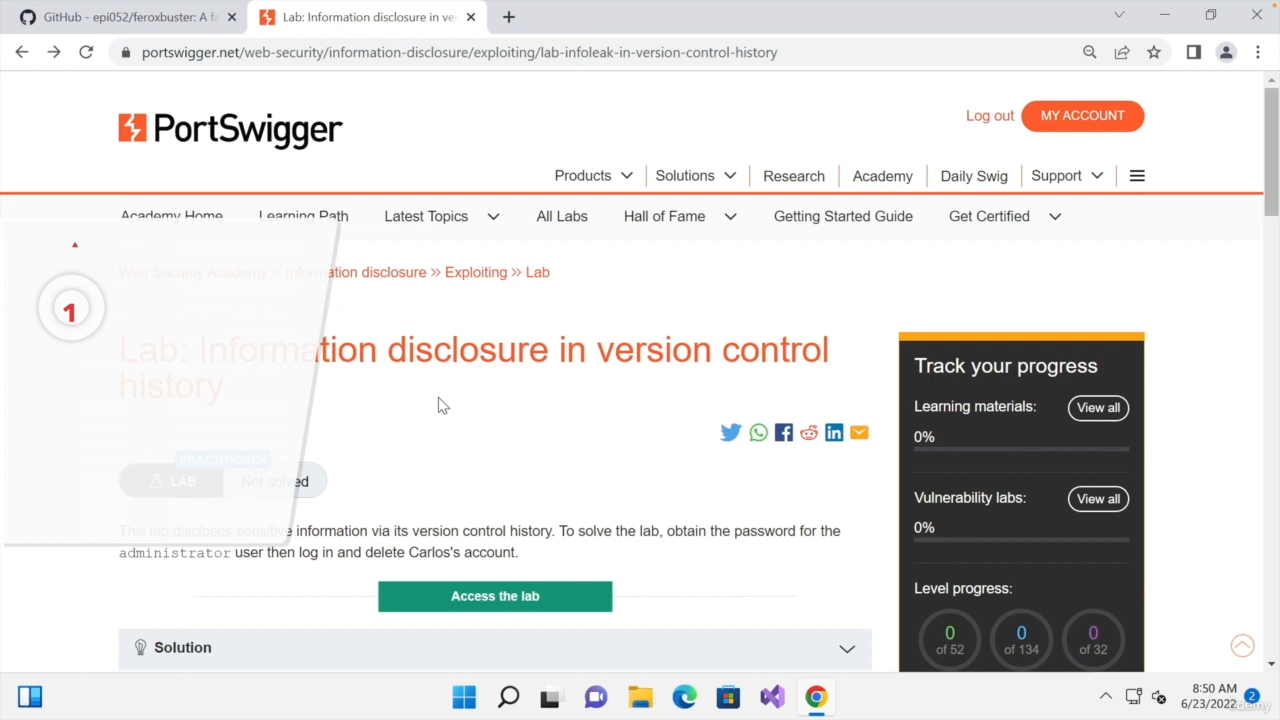 GitHub - epi052/feroxbuster: A fa
Lab: Information disclosure in ve
portswigger.net/web-security/information-disclosure/exploiting/lab-infoleak-in-version-control-history
PortSwigger
Log out
MY ACCOUNT
Products
Solutions
Research
Academy
Daily Swig
Support
Academy Home
Learning Path
Latest Topics
All Labs
Hall of Fame
Getting Started Guide
Get Certified
Web Security Academy » Information disclosure » Exploiting » Lab
1
Lab: Information disclosure in version control
history
PRACTITIONER
LAB
Not solved
This lab discloses sensitive information via its version control history. To solve the lab, obtain the password for the
administrator user then log in and delete Carlos's account.
Access the lab
Solution
Track your progress
Learning materials:
View all
0%
Vulnerability labs:
View all
0%
Level progress:
0
of 52
0
of 134
0
of 32
8:50 AM
6/23/2022
2
udemy